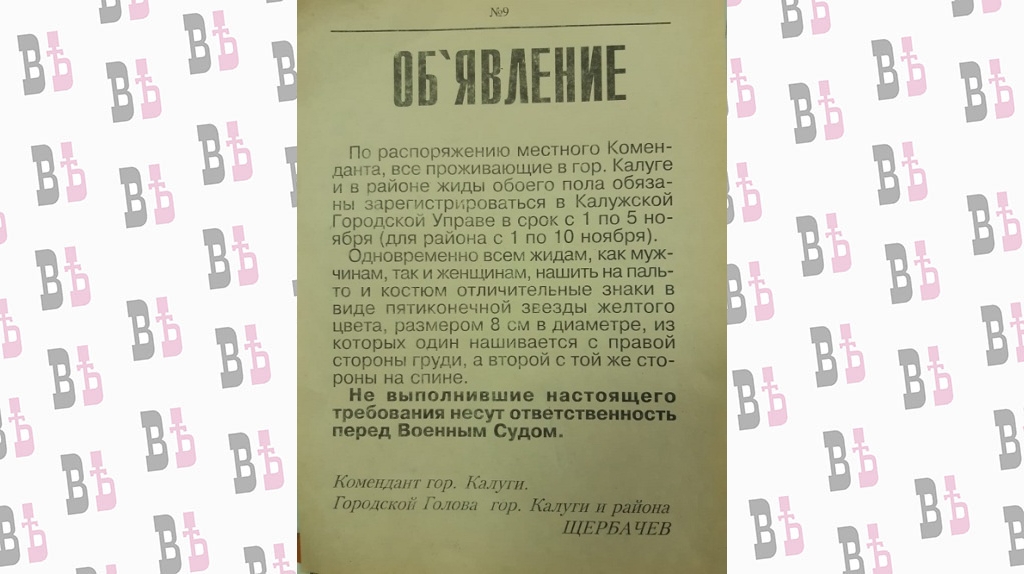 №9
ОБ`ЯВЛЕНИЕ
По распоряжению местного Комен-
данта, все проживающие в гор. Калуге
и в районе жиды обоего пола обяза-
ны зарегистрироваться в Калужской
Городской Управе в срок с 1 по 5 но-
ября (для района с 1 по 10 ноября).
Одновременно всем жидам, как муж-
чинам, так и женщинам, нашить на паль-
то и костюм отличительные знаки в
виде пятиконечной звезды желтого
цвета, размером 8 см в диаметре, из
которых один нашивается с правой
стороны груди, а второй с той же сто-
роны на спине.
Не выполнившие настоящего
требования несут ответственность
перед Военным Судом.
Комендант гор. Калуги.
Городской Голова гор. Калуги и района
ЩЕРБАЧЕВ